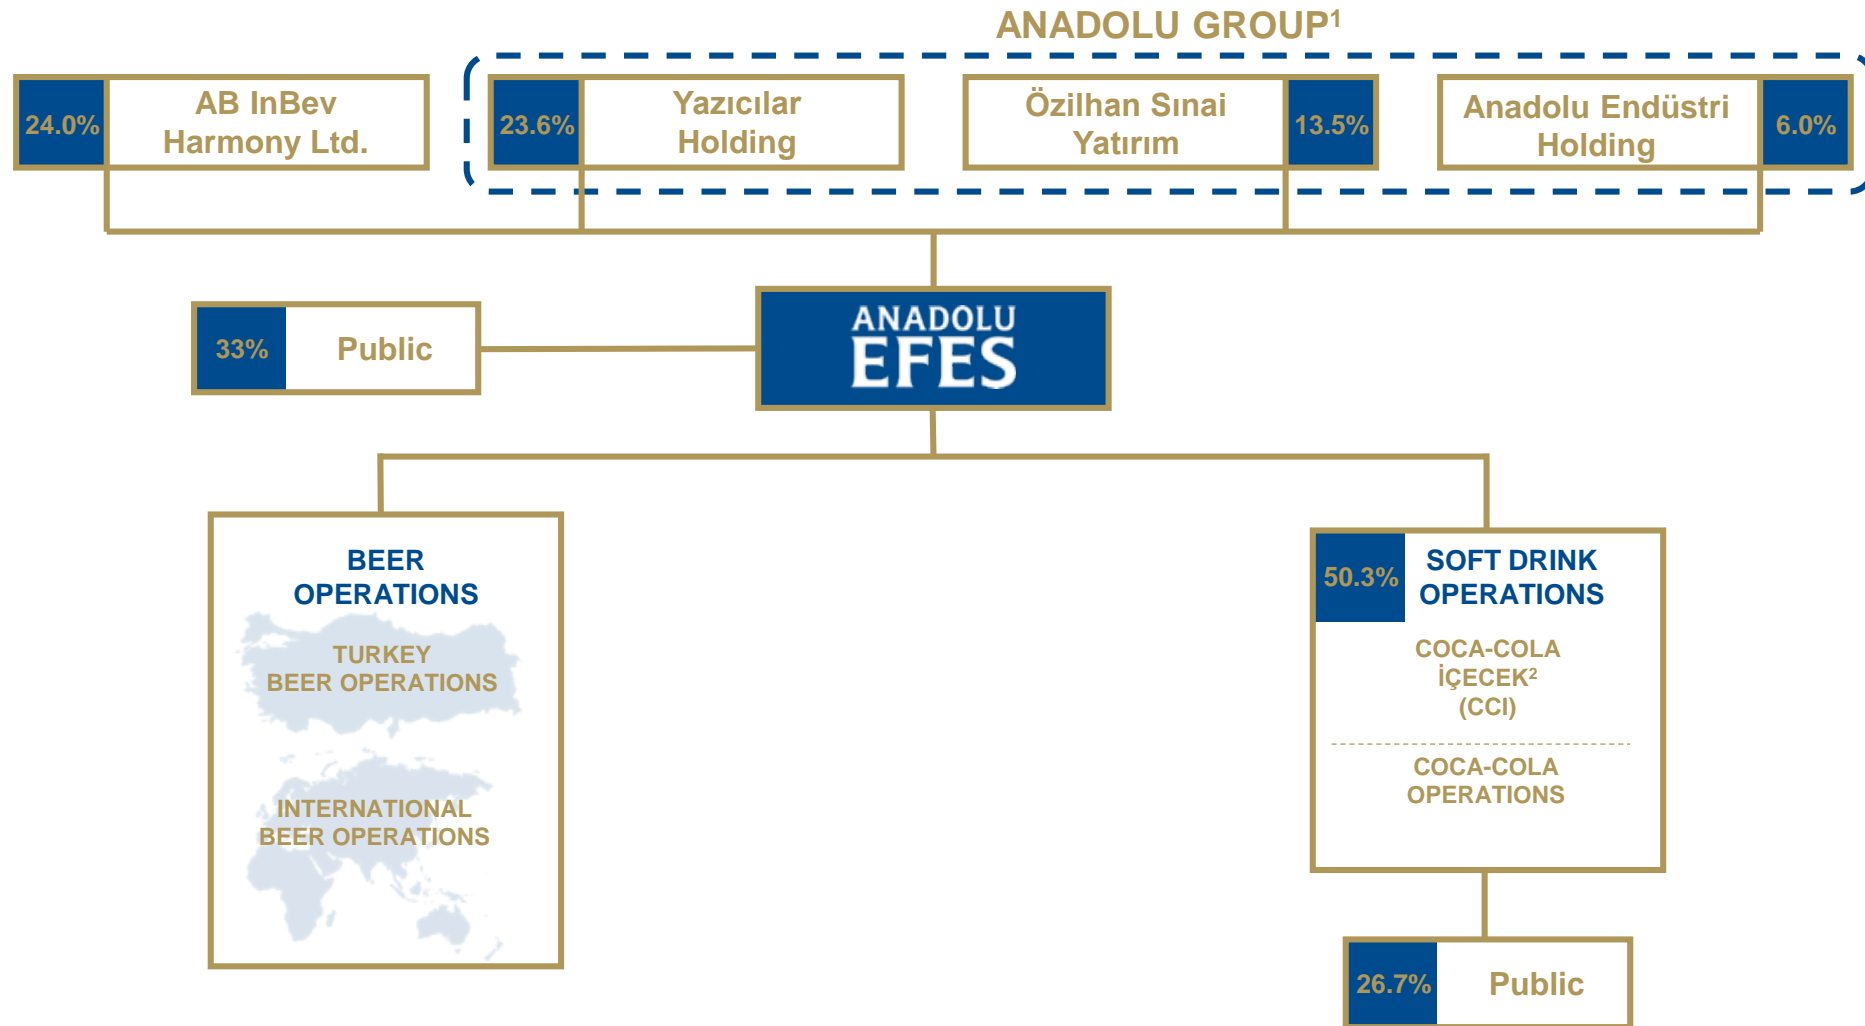 ANADOLU GROUP¹
24.0%
AB InBev
Harmony Ltd.
23.6%
Yazıcılar
Holding
Özilhan Sınai
Yatırım
13.5%
Anadolu Endüstri
Holding
6.0%
33%
Public
ANADOLU
EFES
BEER
OPERATIONS
TURKEY
BEER OPERATIONS
INTERNATIONAL
BEER OPERATIONS
50.3%
SOFT DRINK
OPERATIONS
COCA-COLA
İÇECEK²
(CCI)
COCA-COLA
OPERATIONS
26.7%
Public